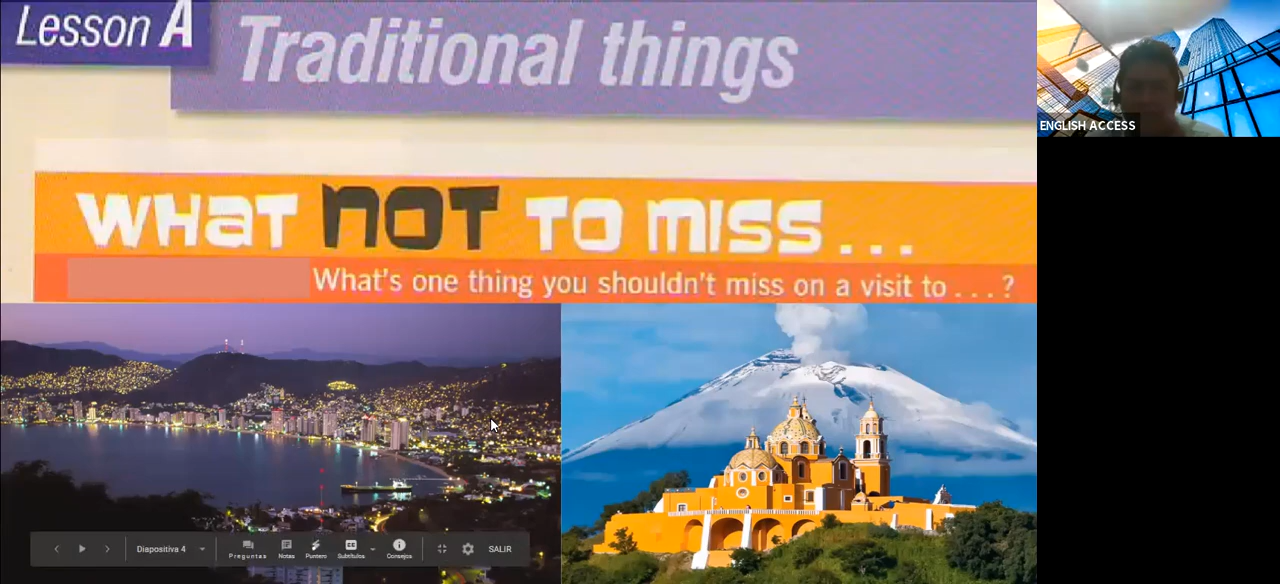 Lesson A
Traditional things
WHaT NOT TO MISS...
What's one thing you shouldn't miss on a visit to . . . ?
ENGLISH ACCESS
Diapositiva 4
Preguntas
Notas
Puntero
Subtítulos
Consejos
SALIR